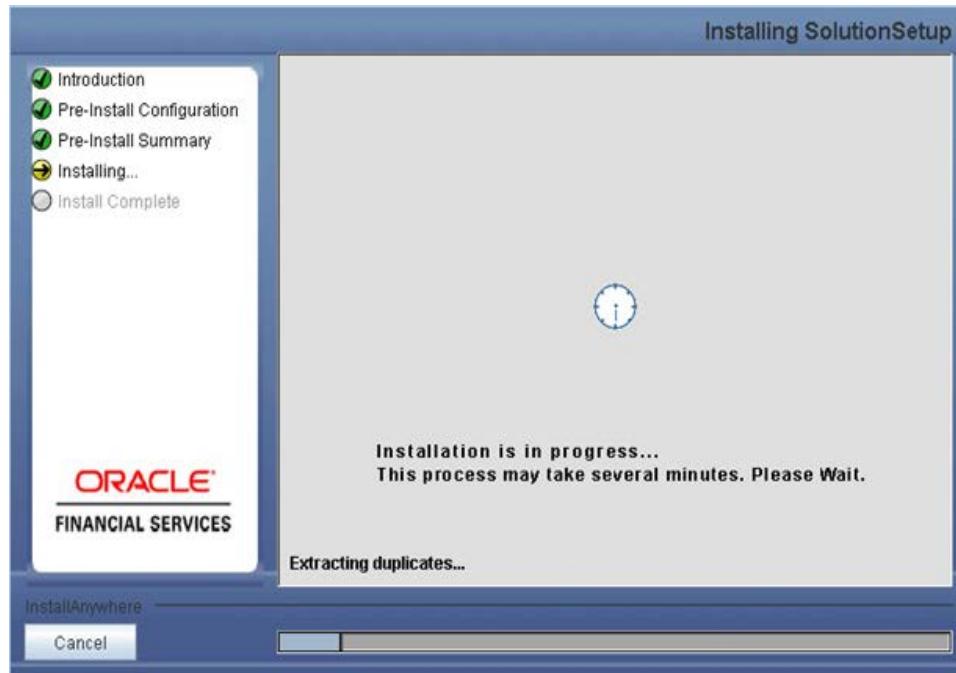 Installing SolutionSetup
Introduction
Pre-Install Configuration
Pre-Install Summary
Installing...
Install Complete
ORACLE
FINANCIAL SERVICES
Installation is in progress...
This process may take several minutes. Please Wait.
Extracting duplicates...
InstallAnywhere
Cancel